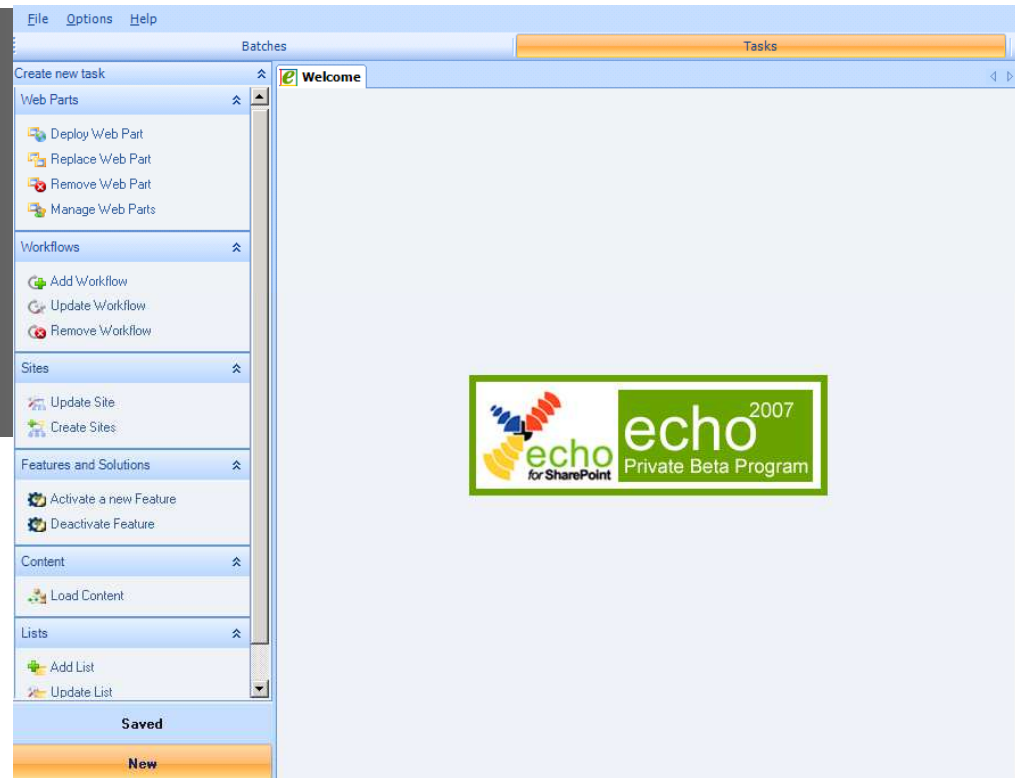 File Options Help
Batches Tasks
Create new task
Welcome
Web Parts
Deploy Web Part
Replace Web Part
Remove Web Part
Manage Web Parts
Workflows
Add Workflow
Update Workflow
Remove Workflow
Sites
Update Site
Create Sites
Features and Solutions
Activate a new Feature
Deactivate Feature
Content
Load Content
Lists
Add List
Update List
Saved
New
echo
for SharePoint
echo 2007
Private Beta Program